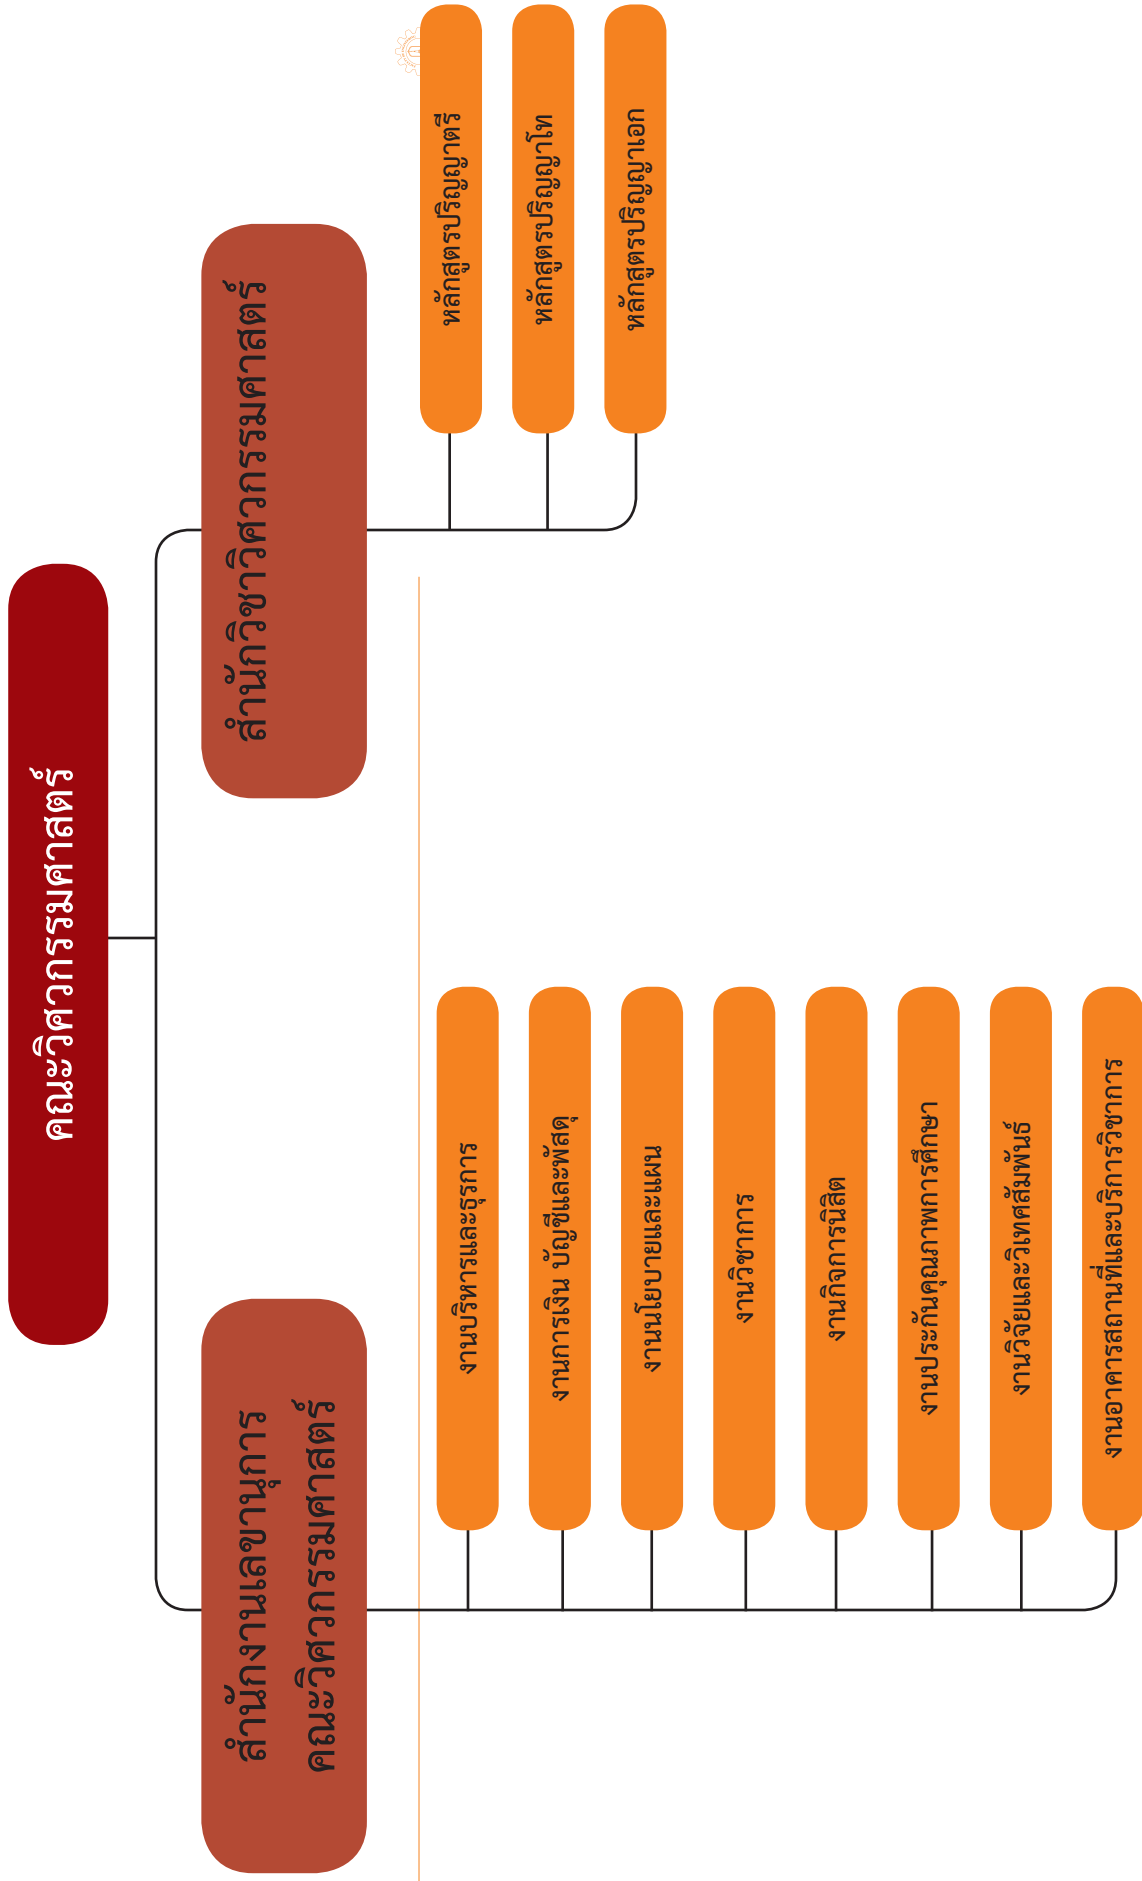 คณะวิศวกรรมศาสตร์
สำนักงานเลขานุการ
คณะวิศวกรรมศาสตร์
งานบริหารและธุรการ
งานการเงิน บัญชีและพัสดุ
งานนโยบายและแผน
งานวิชาการ
งานกิจการนิสิต
งานประกันคุณภาพการศึกษา
งานวิจัยและวิเทศสัมพันธ์
งานอาคารสถานที่และบริการวิชาการ
สำนักวิชาวิศวกรรมศาสตร์
หลักสูตรปริญญาตรี
หลักสูตรปริญญาโท
หลักสูตรปริญญาเอก